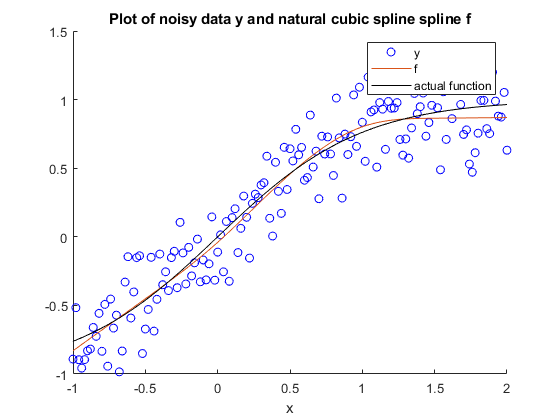 Plot of noisy data y and natural cubic spline spline f
1.5
y
f
actual function
1
0.5
0
-0.5
-1
-1 -0.5 0 0.5 1 1.5 2
x